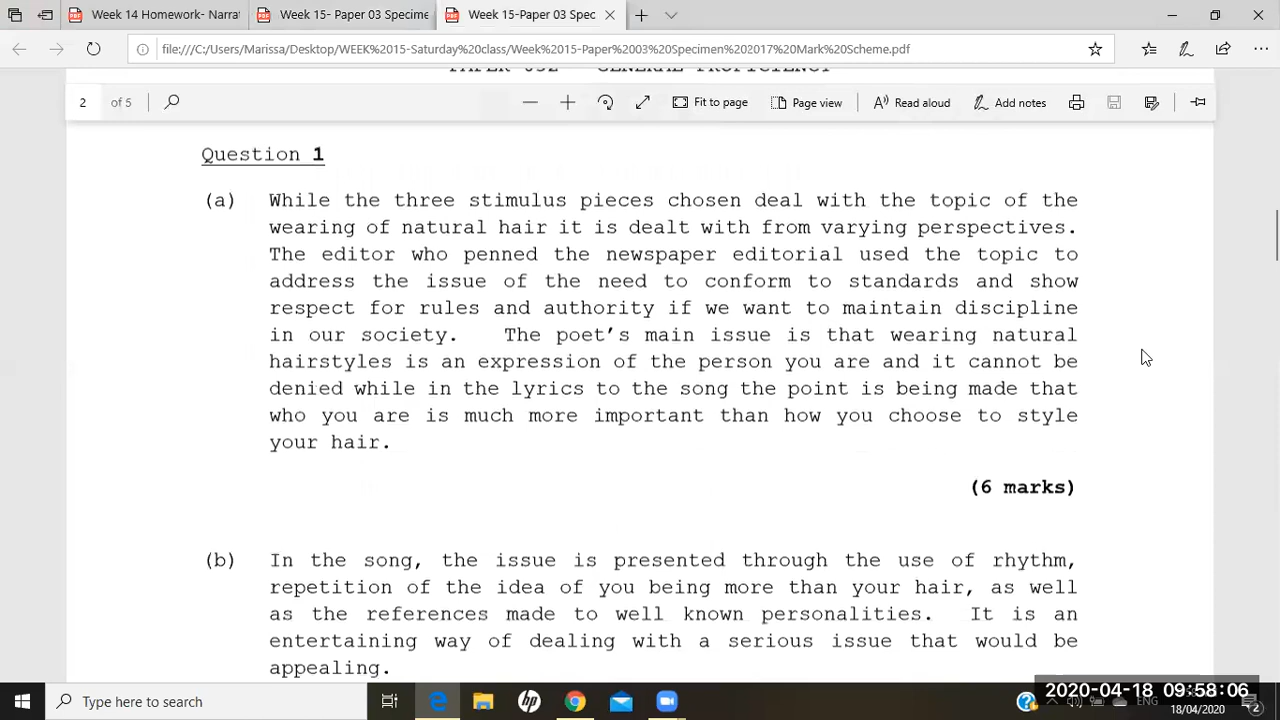 Week 14 Homework- Narrat
Week 15- Paper 03 Specime
Week 15-Paper 03 Spec
file:///C:/Users/Marissa/Desktop/WEEK%2015-Saturday%20class/Week%2015-Paper%2003%20Specimen%202017%20Mark%20Scheme.pdf
2 of 5
Fit to page
Page view
Read aloud
Add notes
Question 1
(a) While the three stimulus pieces chosen deal with the topic of the
wearing of natural hair it is dealt with from varying perspectives.
The editor who penned the newspaper editorial used the topic to
address the issue of the need to conform to standards and show
respect for rules and authority if we want to maintain discipline
in our society. The poet's main issue is that wearing natural
hairstyles is an expression of the person you are and it cannot be
denied while in the lyrics to the song the point is being made that
who you are is much more important than how you choose to style
your hair.
(6 marks)
(b) In the song, the issue is presented through the use of rhythm,
repetition of the idea of you being more than your hair, as well
as the references made to well known personalities. It is an
entertaining way of dealing with a serious issue that would be
appealing.
Type here to search
2020-04-18 09:58:06
ENG
18/04/2020
2